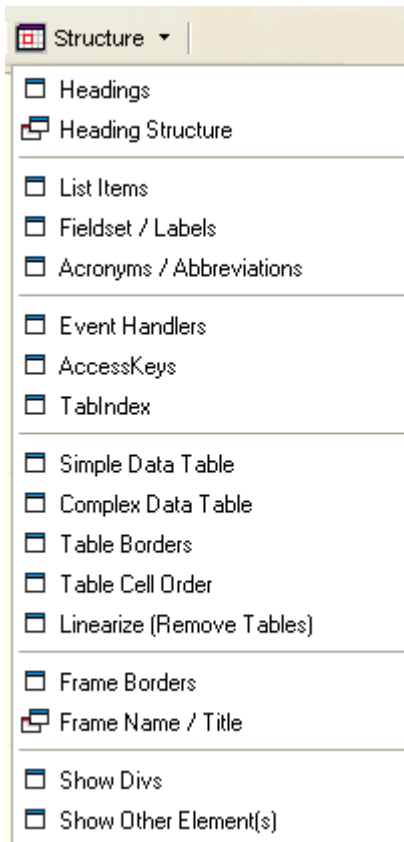 Structure
Headings
Heading Structure
List Items
Fieldset / Labels
Acronyms / Abbreviations
Event Handlers
AccessKeys
TabIndex
Simple Data Table
Complex Data Table
Table Borders
Table Cell Order
Linearize (Remove Tables)
Frame Borders
Frame Name / Title
Show Divs
Show Other Element(s)